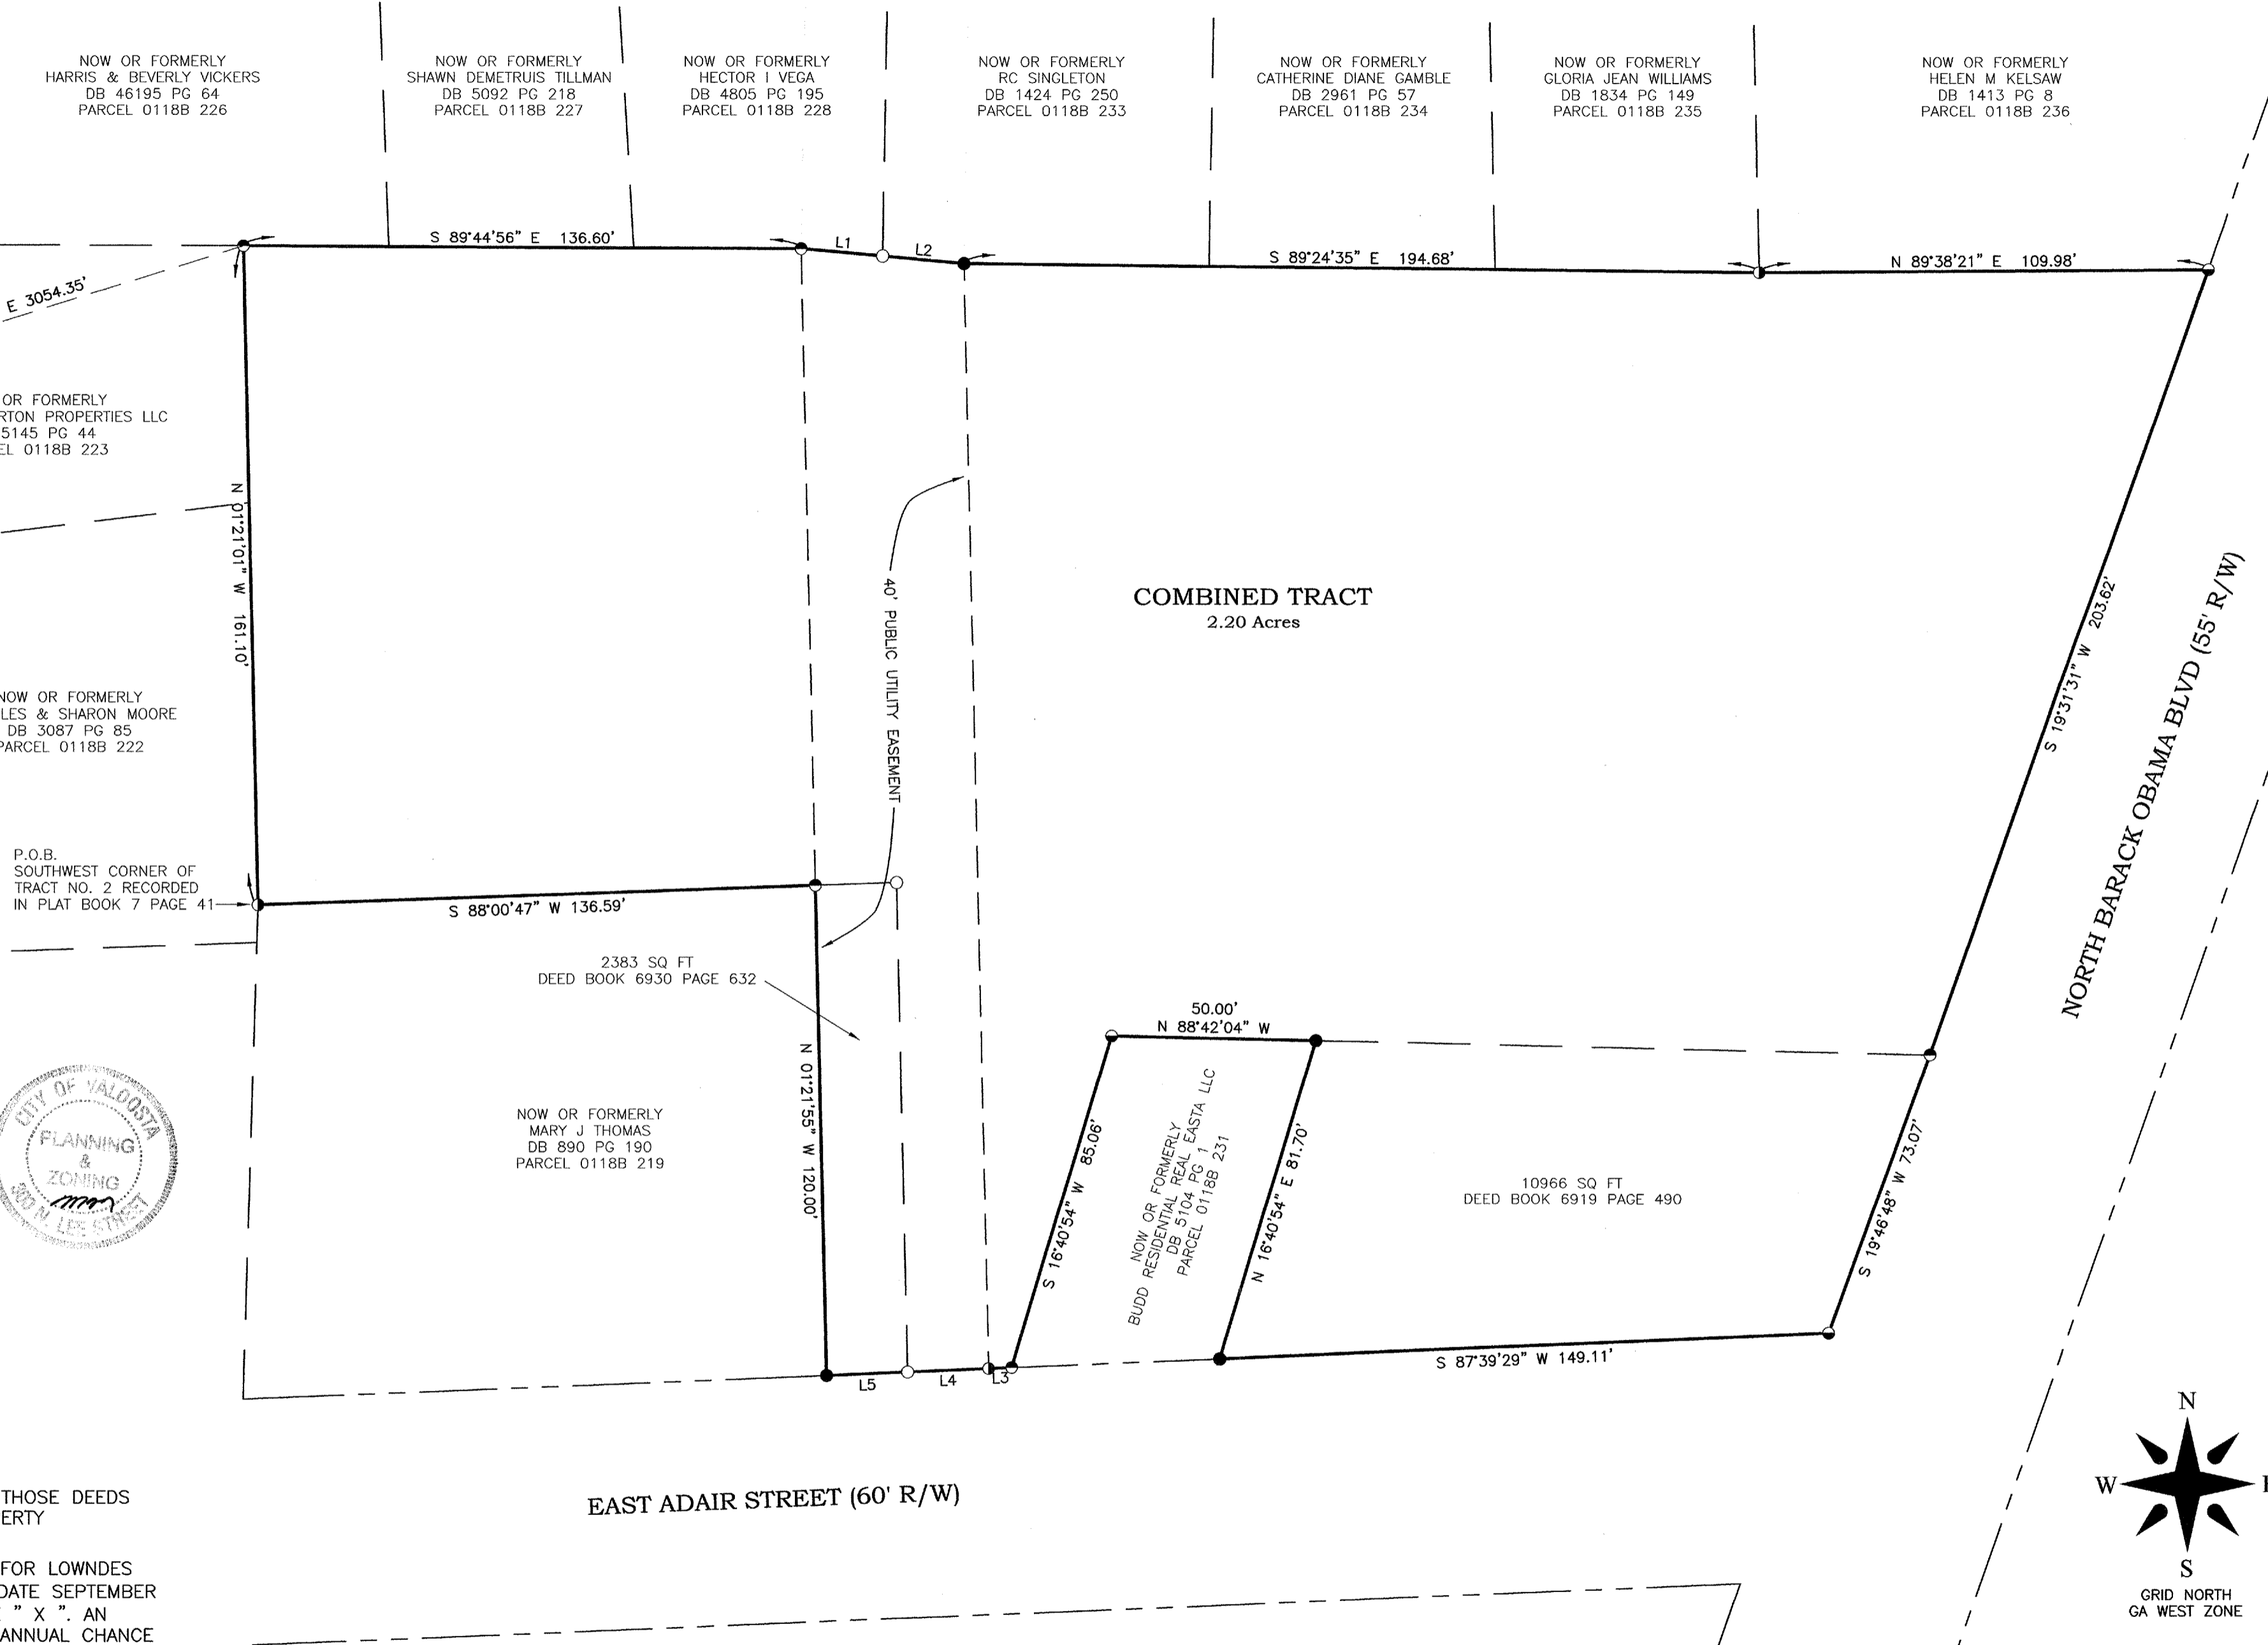 NOW OR FORMERLY
HARRIS & BEVERLY VICKERS
DB 46195 PG 64
PARCEL 0118B 226
NOW OR FORMERLY
SHAWN DEMETRUIS TILLMAN
DB 5092 PG 218
PARCEL 0118B 227
NOW OR FORMERLY
HECTOR I VEGA
DB 4805 PG 195
PARCEL 0118B 228
NOW OR FORMERLY
RC SINGLETON
DB 1424 PG 250
PARCEL 0118B 233
NOW OR FORMERLY
CATHERINE DIANE GAMBLE
DB 2961 PG 57
PARCEL 0118B 234
NOW OR FORMERLY
GLORIA JEAN WILLIAMS
DB 1834 PG 149
PARCEL 0118B 235
NOW OR FORMERLY
HELEN M KELSAW
DB 1413 PG 8
PARCEL 0118B 236
S 89°44'56" E 136.60'
L1
L2
S 89°24'35" E 194.68'
N 89°38'21" E 109.98'
E 3054.35'
OR FORMERLY
RTON PROPERTIES LLC
5145 PG 44
EL 0118B 223
N 01°21'01" W 161.10'
40' PUBLIC UTILITY EASEMENT
COMBINED TRACT
2.20 Acres
S 19°31'31" W 203.62'
NORTH BARACK OBAMA BLVD (55' R/W)
NOW OR FORMERLY
LES & SHARON MOORE
DB 3087 PG 85
PARCEL 0118B 222
P.O.B.
SOUTHWEST CORNER OF
TRACT NO. 2 RECORDED
IN PLAT BOOK 7 PAGE 41
S 88°00'47" W 136.59'
2383 SQ FT
DEED BOOK 6930 PAGE 632
50.00'
N 88°42'04" W
N 01°21'55" W 120.00'
NOW OR FORMERLY
MARY J THOMAS
DB 890 PG 190
PARCEL 0118B 219
S 16°40'54" W 85.06'
NOW OR FORMERLY
BUDD RESIDENTIAL REAL EASTA LLC
DB 5104 PG 1
PARCEL 0118B 231
N 16°40'54" E 81.70'
10966 SQ FT
DEED BOOK 6919 PAGE 490
S 19°46'48" W 73.07'
CITY OF VALDOSTA
PLANNING
&
ZONING
300 N. LEE STREET
L5
L4
L3
S 87°39'29" W 149.11'
EAST ADAIR STREET (60' R/W)
THOSE DEEDS
ERTY
FOR LOWNDES
DATE SEPTEMBER
" X ". AN
ANNUAL CHANCE
N
W
S
GRID NORTH
GA WEST ZONE